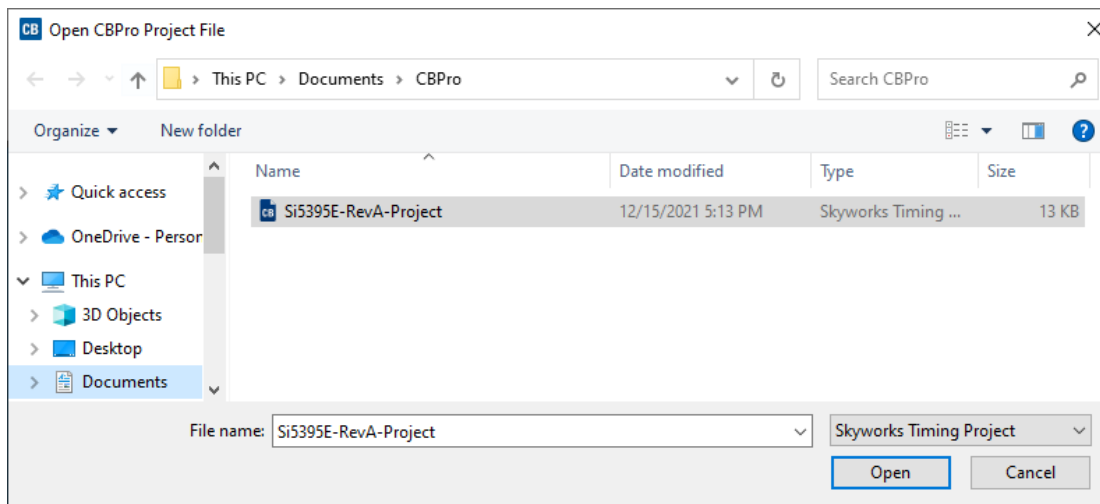 CB Open CBPro Project File
This PC > Documents > CBPro
Search CBPro
Organize
New folder
Name
Date modified
Type
Size
Quick access
CB Si5395E-RevA-Project
12/15/2021 5:13 PM
Skyworks Timing ...
13 KB
OneDrive - Person
This PC
3D Objects
Desktop
Documents
File name:
Si5395E-RevA-Project
Skyworks Timing Project
Open
Cancel